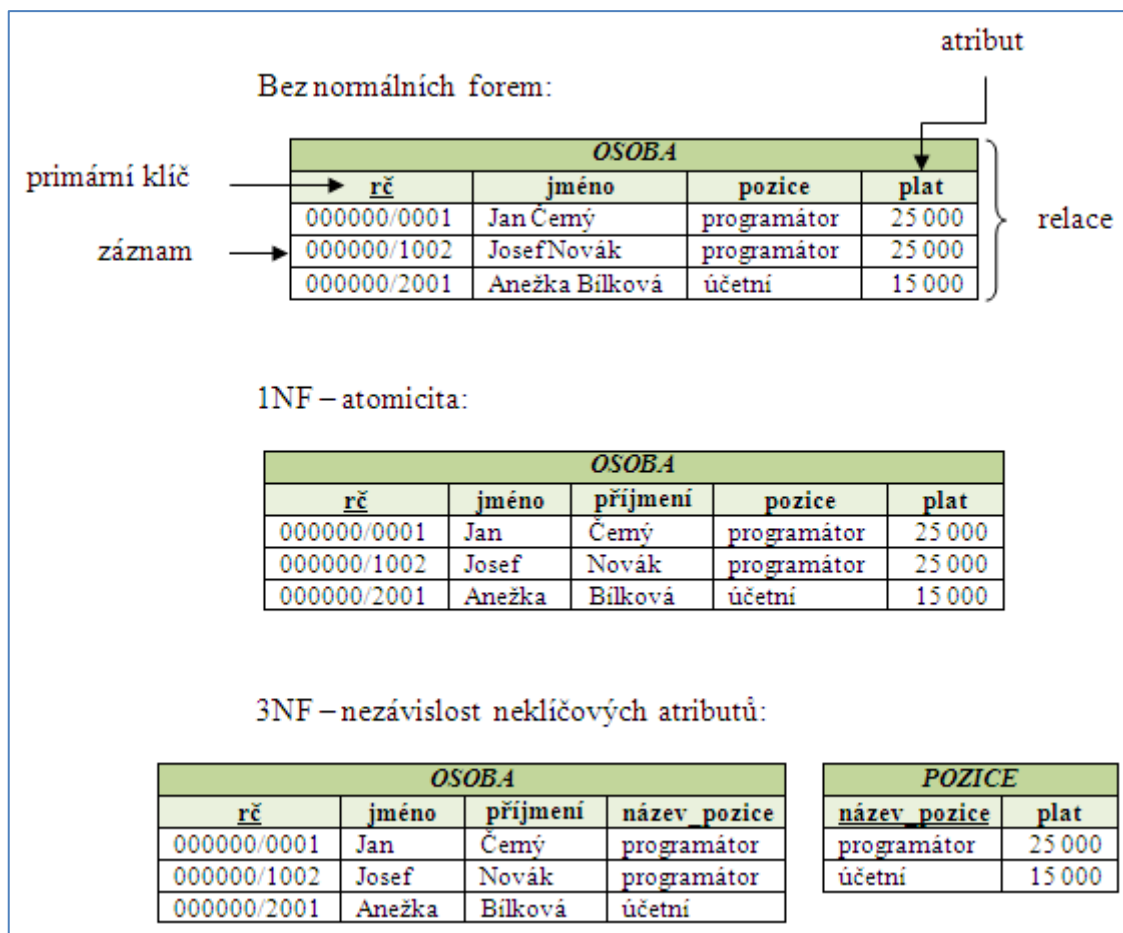 atribut
Bez normálních forem:
OSOBA
primární klíč
rč jméno pozice plat
000000/0001 Jan Černý programátor 25 000
relace
záznam
000000/1002 Josef Novák programátor 25 000
000000/2001 Anežka Bílková účetní 15 000
1NF – atomicita:
OSOBA
rč jméno příjmení pozice plat
000000/0001 Jan Černý programátor 25 000
000000/1002 Josef Novák programátor 25 000
000000/2001 Anežka Bílková účetní 15 000
3NF – nezávislost neklíčových atributů:
OSOBA
rč jméno příjmení název_pozice
000000/0001 Jan Černý programátor
000000/1002 Josef Novák programátor
000000/2001 Anežka Bílková účetní
POZICE
název_pozice plat
programátor 25 000
účetní 15 000